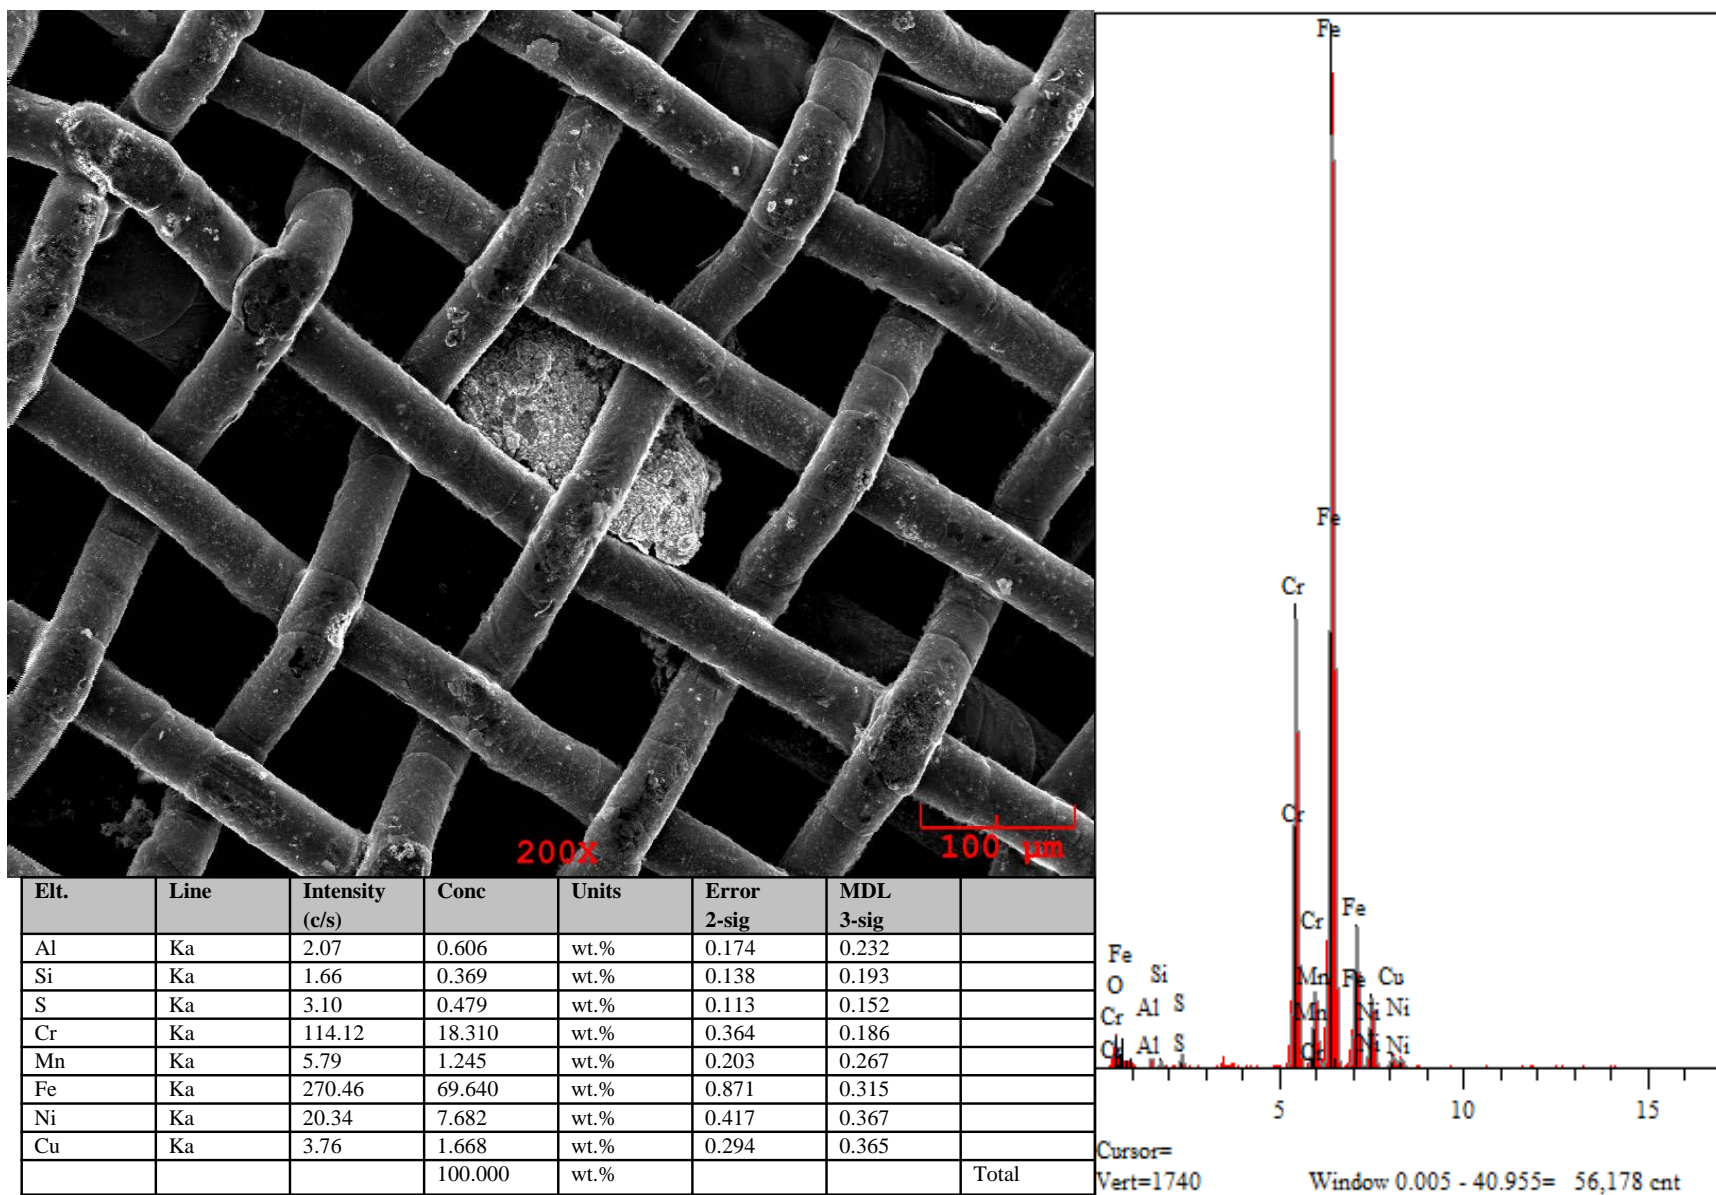 200X
100 µm
Elt. Line Intensity (c/s) Conc Units Error 2-sig MDL 3-sig
Al Ka 2.07 0.606 wt.% 0.174 0.232
Si Ka 1.66 0.369 wt.% 0.138 0.193
S Ka 3.10 0.479 wt.% 0.113 0.152
Cr Ka 114.12 18.310 wt.% 0.364 0.186
Mn Ka 5.79 1.245 wt.% 0.203 0.267
Fe Ka 270.46 69.640 wt.% 0.871 0.315
Ni Ka 20.34 7.682 wt.% 0.417 0.367
Cu Ka 3.76 1.668 wt.% 0.294 0.365
100.000 wt.% Total
Fe
Fe
Cr
Cr
Cr Fe
Fe
O Si Mn Fe Cu
Cr Al S Mn Ni Ni
Al S Cr Ni Ni
5 10 15
Cursor=
Vert=1740 Window 0.005 - 40.955= 56,178 cnt